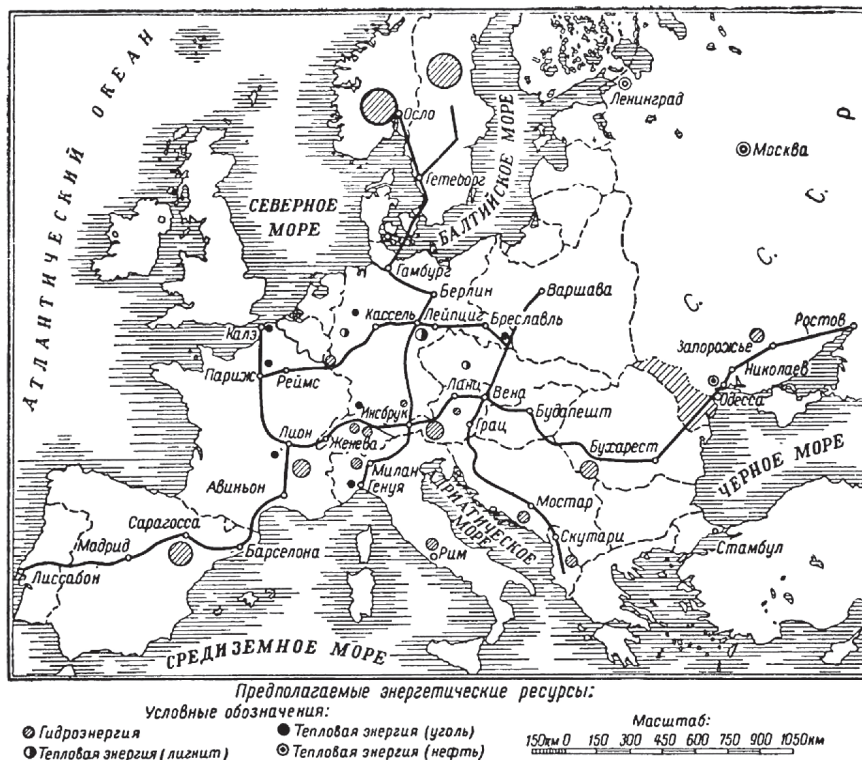 АТЛАНТИЧЕСКИЙ ОКЕАН
СЕВЕРНОЕ
МОРЕ
БАЛТИЙСКОЕ МОРЕ
Осло
Гетеборг
Ленинград
Москва
С. С. С. Р
Гамбург
Берлин
Варшава
Кассель
Лейпциг
Бреславль
Калэ
Париж
Реймс
Ростов
Запорожье
Николаев
Одесса
Ланц
Вена
Инсбрук
Будапешт
Грац
Лион
Женева
Бухарест
Милан
Генуя
Авиньон
АДРИАТИЧЕСКОЕ
МОРЕ
ЧЕРНОЕ МОРЕ
Мостар
Скутари
Сарагосса
Мадрид
Барселона
Лиссабон
Рим
Стамбул
СРЕДИЗЕМНОЕ МОРЕ
Предполагаемые энергетические ресурсы:
Условные обозначения:
Гидроэнергия
Тепловая энергия (уголь)
Тепловая энергия (лигнит)
Тепловая энергия (нефть)
Масштаб:
150км 0 150 300 450 600 750 900 1050км